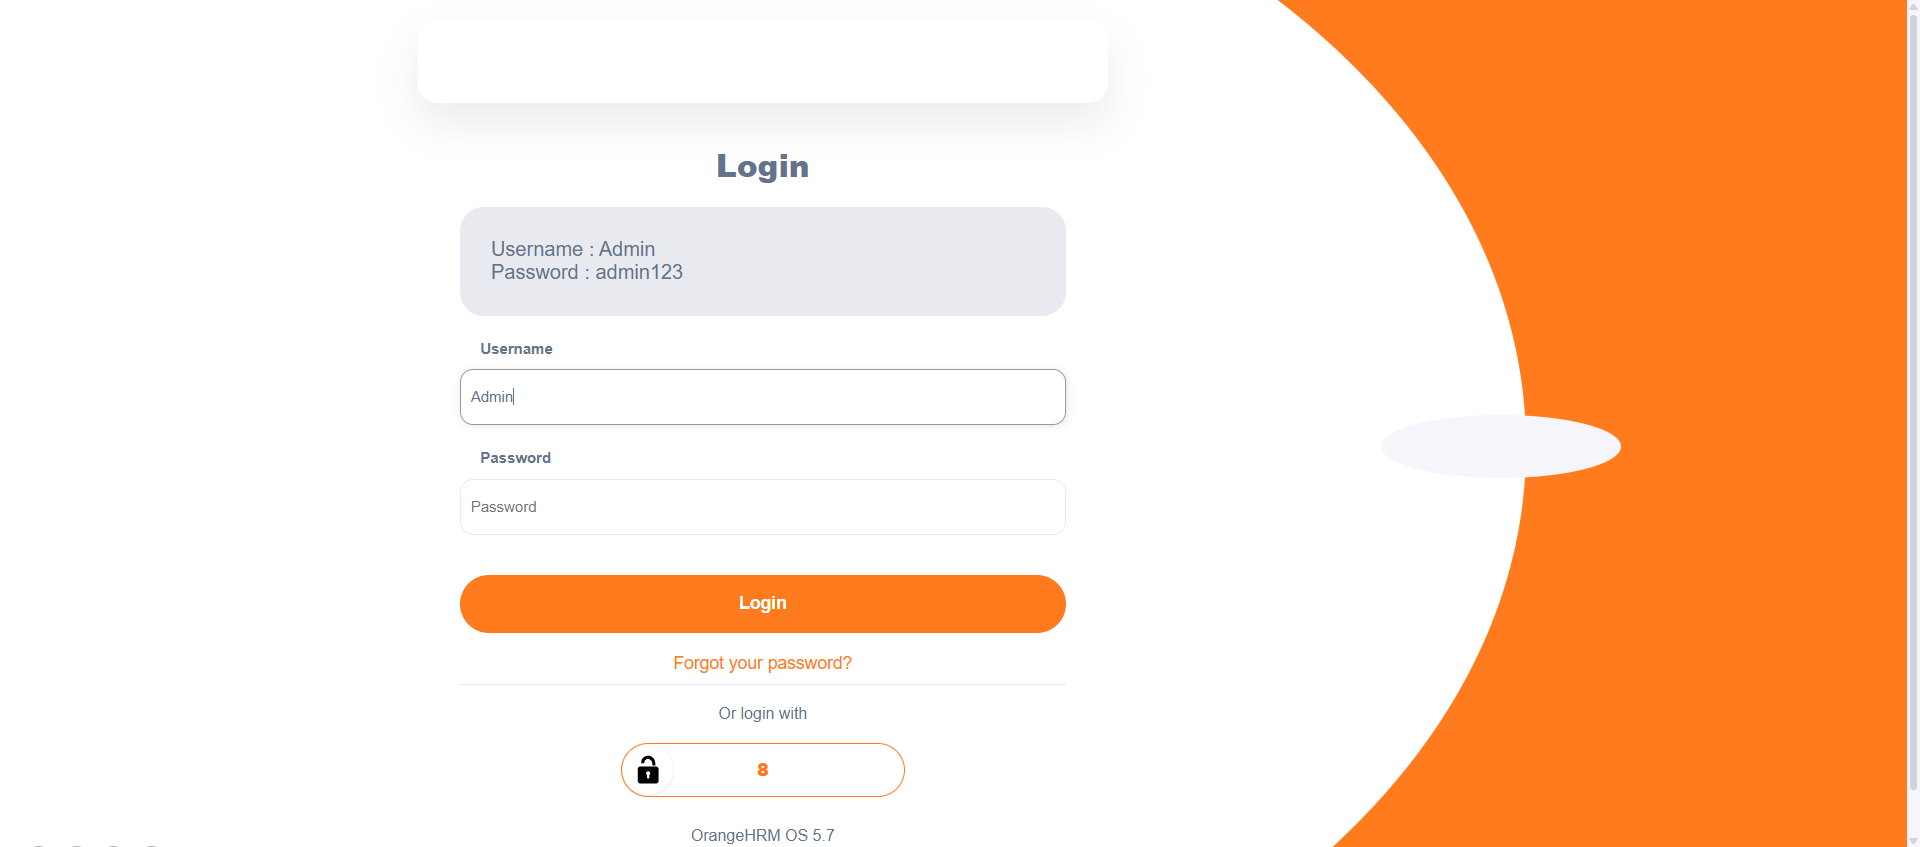 Login
Username : Admin
Password : admin123
Username
Admin
Password
Password
Login
Forgot your password?
Or login with
8
OrangeHRM OS 5.7